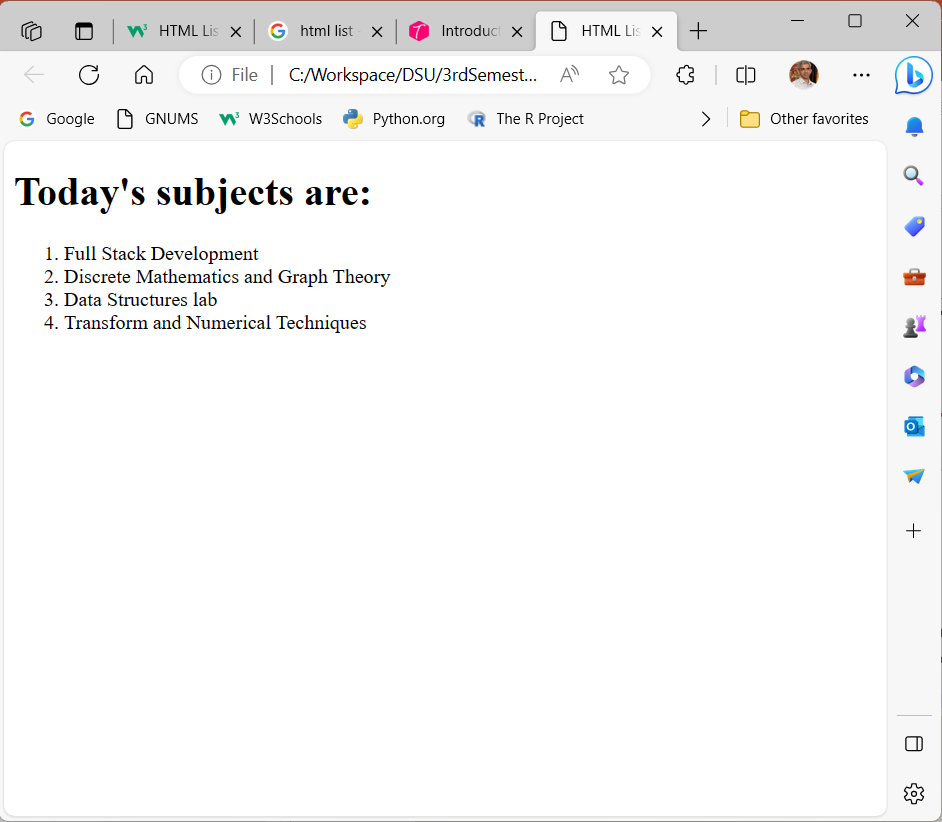 HTML Lis
html list
Introduct
HTML Lis
File
C:/Workspace/DSU/3rdSemest...
Google
GNUMS
W3Schools
Python.org
The R Project
Other favorites
Today's subjects are:
1. Full Stack Development
2. Discrete Mathematics and Graph Theory
3. Data Structures lab
4. Transform and Numerical Techniques